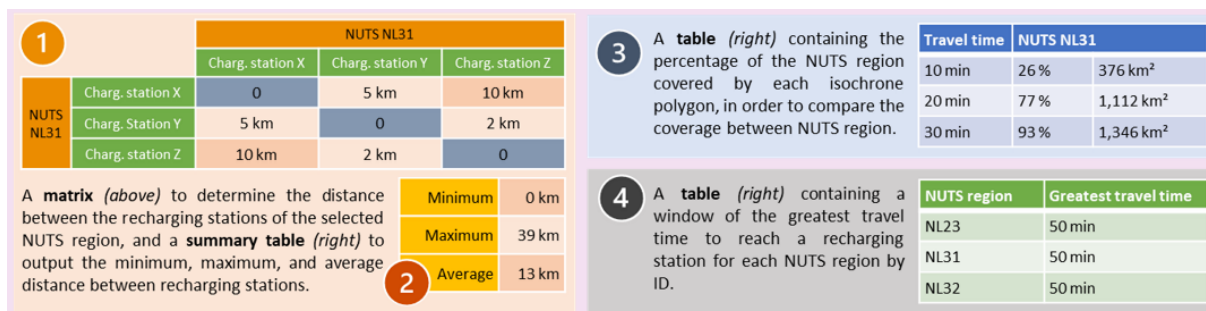 1
NUTS NL31
Charg. station X Charg. station Y Charg. station Z
NUTS NL31
Charg. station X 0 5 km 10 km
Charg. Station Y 5 km 0 2 km
Charg. station Z 10 km 2 km 0
A matrix (above) to determine the distance
between the recharging stations of the selected
NUTS region, and a summary table (right) to
output the minimum, maximum, and average
distance between recharging stations.
2
Minimum 0 km
Maximum 39 km
Average 13 km
3
A table (right) containing the
percentage of the NUTS region
covered by each isochrone
polygon, in order to compare the
coverage between NUTS region.
Travel time NUTS NL31
10 min 26 % 376 km²
20 min 77 % 1,112 km²
30 min 93 % 1,346 km²
4
A table (right) containing a
window of the greatest travel
time to reach a recharging
station for each NUTS region by
ID.
NUTS region Greatest travel time
NL23 50 min
NL31 50 min
NL32 50 min